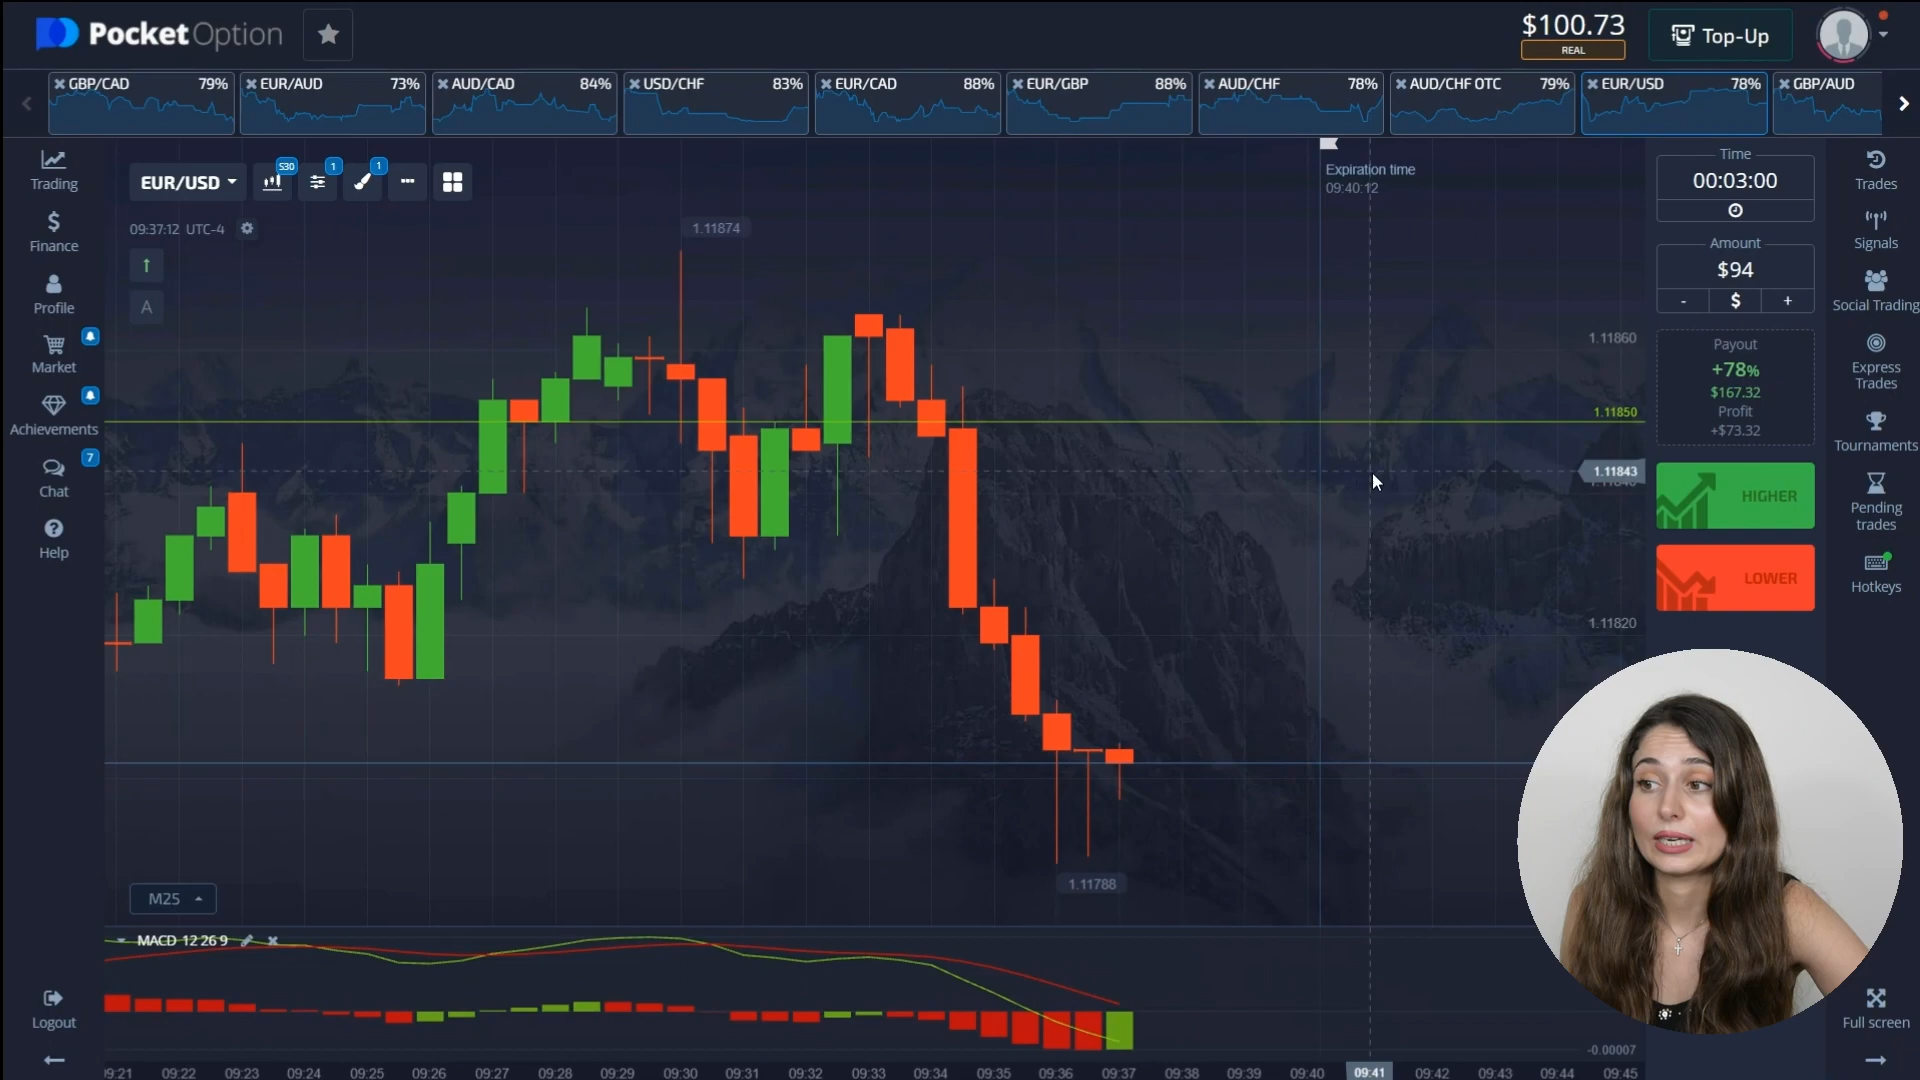 PocketOption
$100.73
REAL
Top-Up
GBP/CAD 79%
EUR/AUD 73%
AUD/CAD 84%
USD/CHF 83%
EUR/CAD 88%
EUR/GBP 88%
AUD/CHF 78%
AUD/CHF OTC 79%
EUR/USD 78%
GBP/AUD
Trading
Finance
Profile
Market
Achievements
7
Chat
Help
Logout
EUR/USD
S30
1
1
09:37:12 UTC-4
A
1.11874
Expiration time
09:40:12
1.11860
1.11850
1.11843
1.11840
1.11820
1.11788
M25
MACD 12 26 9
-0.00007
09:21 09:22 09:23 09:24 09:25 09:26 09:27 09:28 09:29 09:30 09:31 09:32 09:33 09:34 09:35 09:36 09:37 09:38 09:39 09:40 09:41 09:42 09:43 09:44 09:45
Time
00:03:00
Amount
$94
- $ +
Payout
+78%
$167.32
Profit
+$73.32
HIGHER
LOWER
Trades
Signals
Social Trading
Express
Trades
Tournaments
Pending
trades
Hotkeys
Full screen